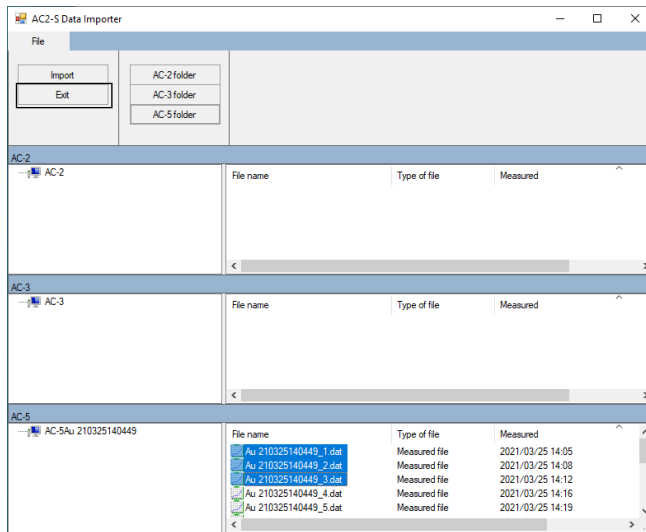 AC2-S Data Importer
File
Import
Exit
AC-2 folder
AC-3 folder
AC-5 folder
AC-2
AC-2
File name Type of file Measured
AC-3
AC-3
File name Type of file Measured
AC-5
AC-5Au 210325140449
File name Type of file Measured
Au 210325140449_1.dat Measured file 2021/03/25 14:05
Au 210325140449_2.dat Measured file 2021/03/25 14:08
Au 210325140449_3.dat Measured file 2021/03/25 14:12
Au 210325140449_4.dat Measured file 2021/03/25 14:16
Au 210325140449_5.dat Measured file 2021/03/25 14:19